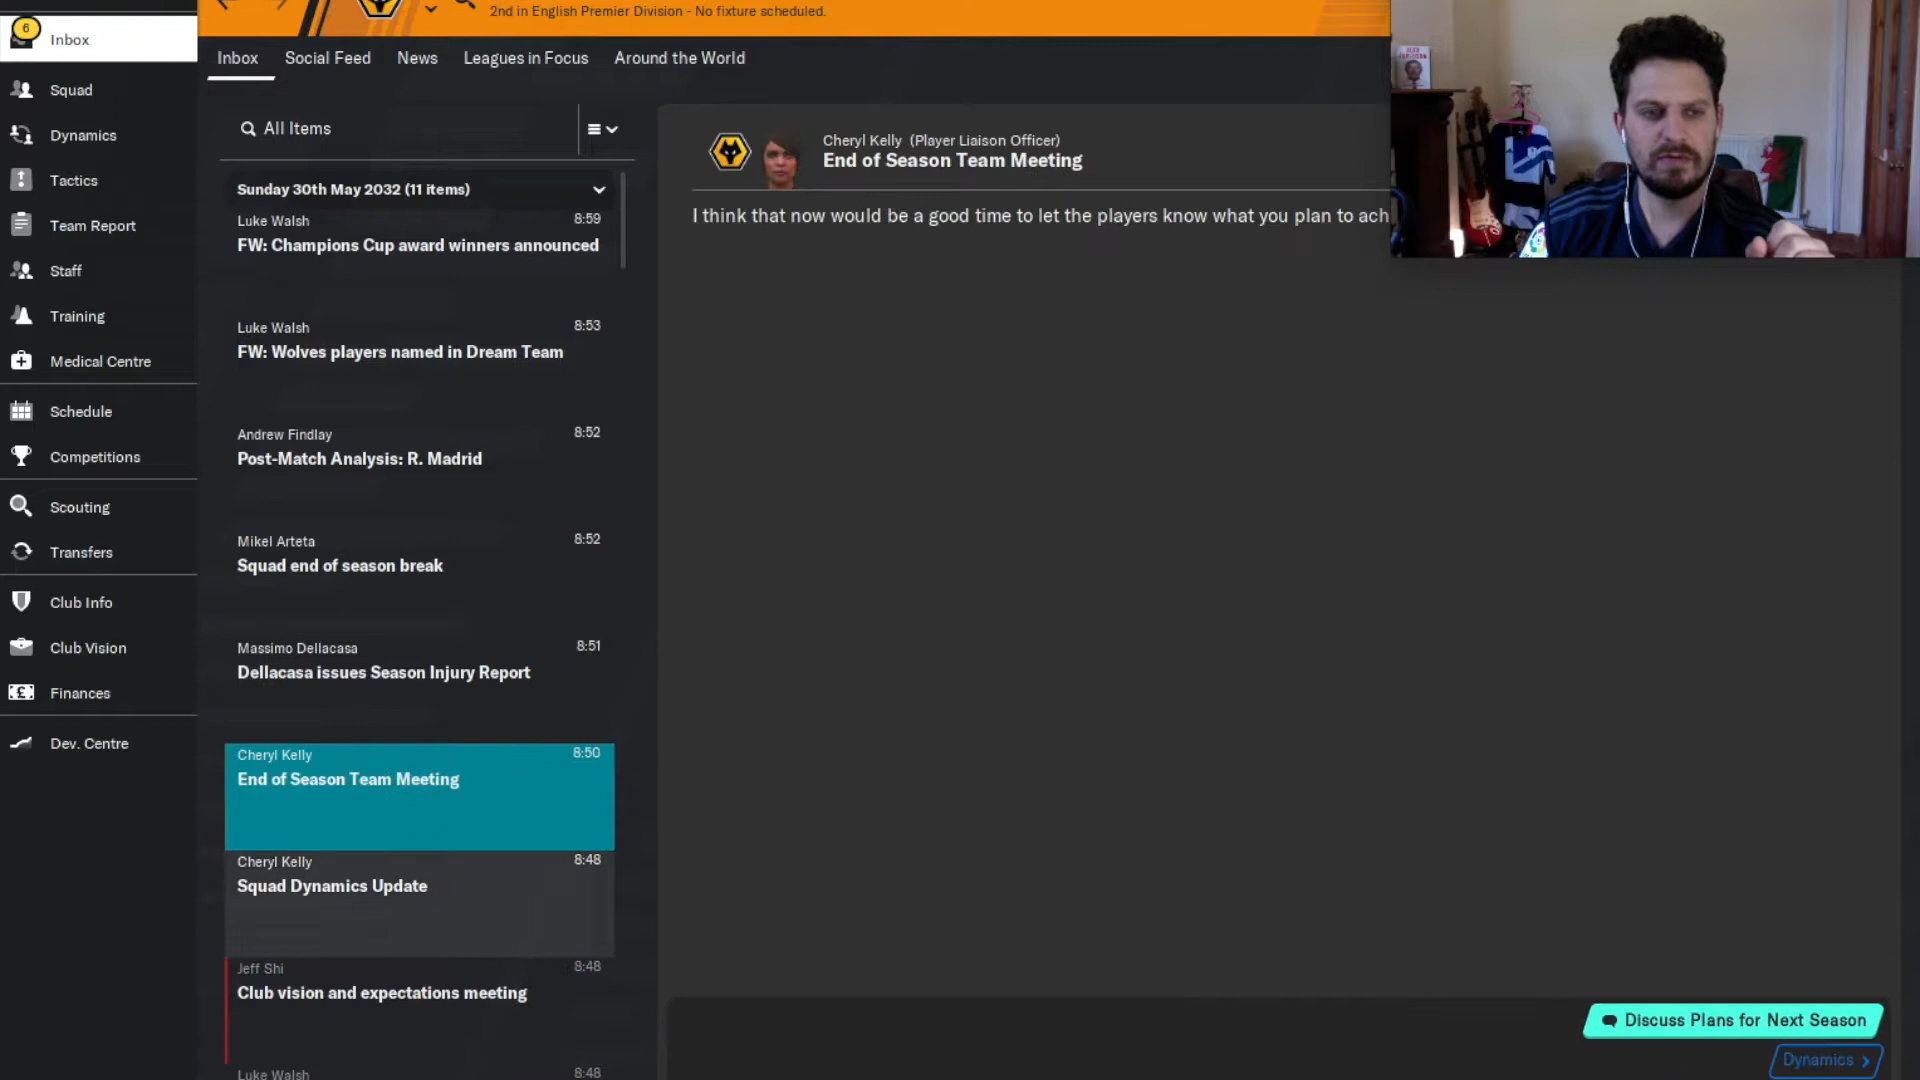 2nd in English Premier Division - No fixture scheduled.
6
Inbox
Squad
Dynamics
Tactics
Team Report
Staff
Training
Medical Centre
Schedule
Competitions
Scouting
Transfers
Club Info
Club Vision
Finances
Dev. Centre
Inbox
Social Feed
News
Leagues in Focus
Around the World
All Items
Sunday 30th May 2032 (11 items)
Luke Walsh 8:59
FW: Champions Cup award winners announced
Luke Walsh 8:53
FW: Wolves players named in Dream Team
Andrew Findlay 8:52
Post-Match Analysis: R. Madrid
Mikel Arteta 8:52
Squad end of season break
Massimo Dellacasa 8:51
Dellacasa issues Season Injury Report
Cheryl Kelly 8:50
End of Season Team Meeting
Cheryl Kelly 8:48
Squad Dynamics Update
Jeff Shi 8:48
Club vision and expectations meeting
Luke Walsh 8:48
Cheryl Kelly (Player Liaison Officer)
End of Season Team Meeting
I think that now would be a good time to let the players know what you plan to ach
Discuss Plans for Next Season
Dynamics